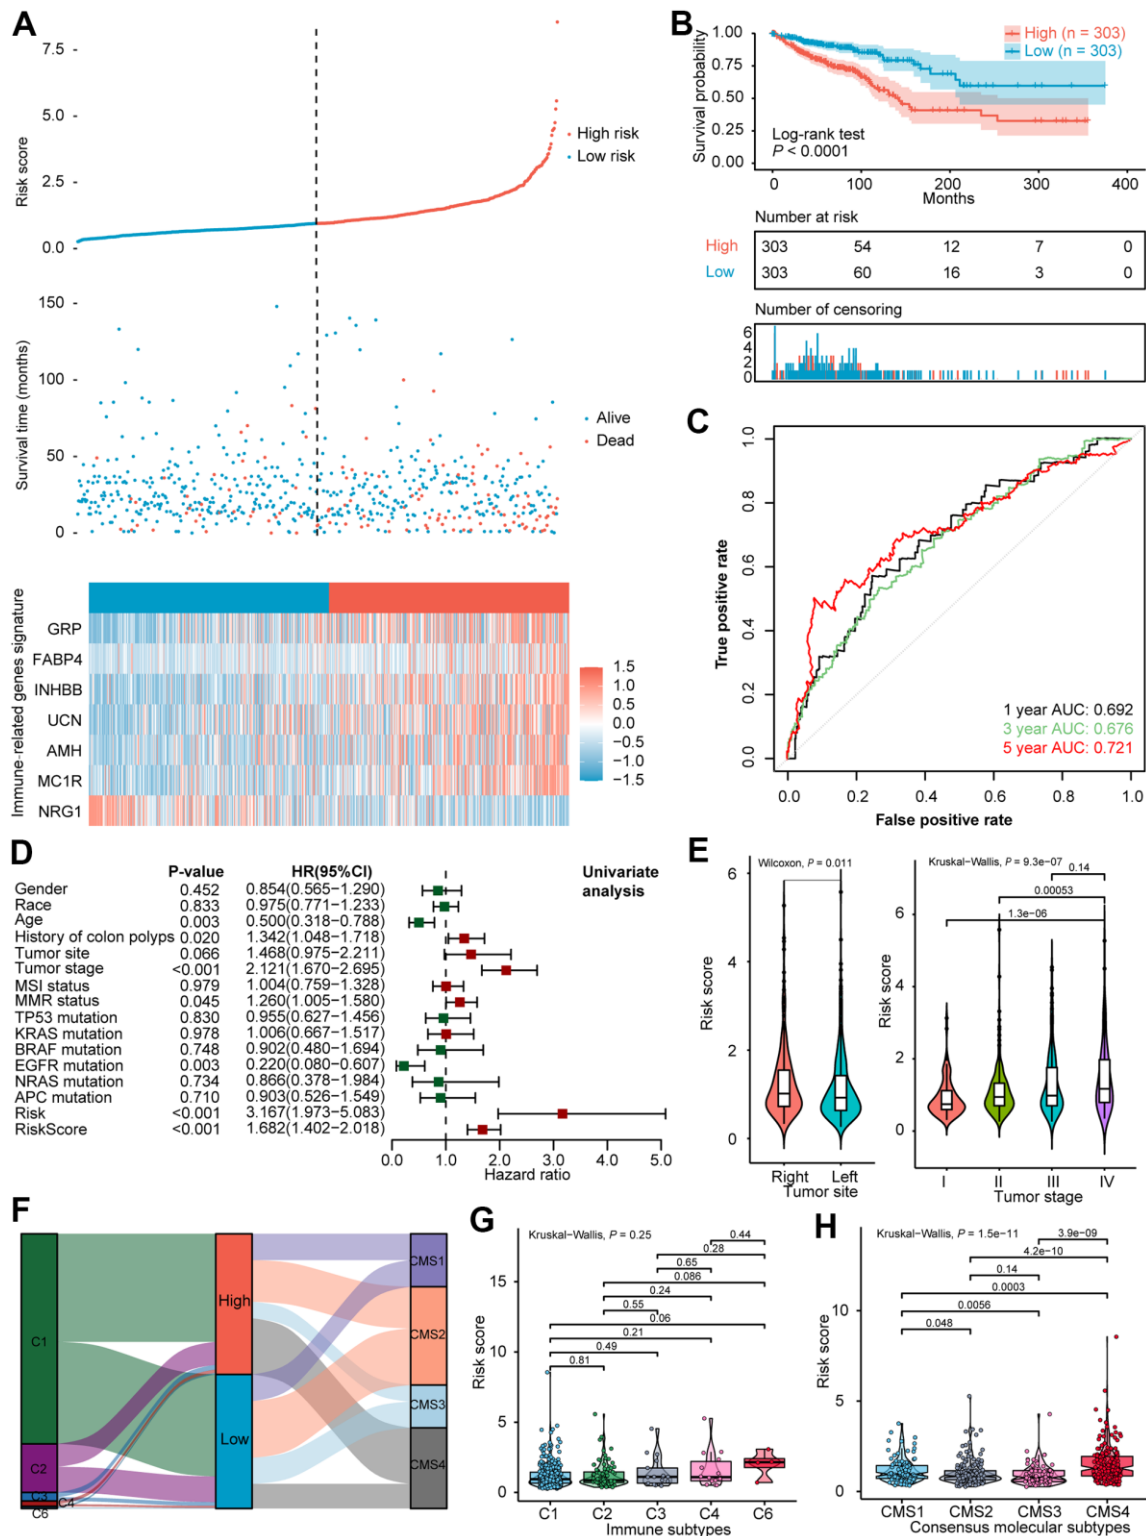 A
7.5
5.0
2.5
0.0
Risk score
High risk
Low risk
150
100
50
0
Survival time (months)
Alive
Dead
Immune-related genes signature
GRP
FABP4
INHBB
UCN
AMH
MC1R
NRG1
1.5
1.0
0.5
0.0
−0.5
−1.0
−1.5
B
Survival probability
1.00
0.75
0.50
0.25
0.00
High (n = 303)
Low (n = 303)
Log-rank test
P < 0.0001
0 100 200 300 400
Months
Number at risk
High 303 54 12 7 0
Low 303 60 16 3 0
Number of censoring
6
4
2
0
C
True positive rate
1.0
0.8
0.6
0.4
0.2
0.0
1 year AUC: 0.692
3 year AUC: 0.676
5 year AUC: 0.721
0.0 0.2 0.4 0.6 0.8 1.0
False positive rate
D
P-value HR(95%CI) Univariate
analysis
Gender 0.452 0.854(0.565−1.290)
Race 0.833 0.975(0.771−1.233)
Age 0.003 0.500(0.318−0.788)
History of colon polyps 0.020 1.342(1.048−1.718)
Tumor site 0.066 1.468(0.975−2.211)
Tumor stage <0.001 2.121(1.670−2.695)
MSI status 0.979 1.004(0.759−1.328)
MMR status 0.045 1.260(1.005−1.580)
TP53 mutation 0.830 0.955(0.627−1.456)
KRAS mutation 0.978 1.006(0.667−1.517)
BRAF mutation 0.748 0.902(0.480−1.694)
EGFR mutation 0.003 0.220(0.080−0.607)
NRAS mutation 0.734 0.866(0.378−1.984)
APC mutation 0.710 0.903(0.526−1.549)
Risk <0.001 3.167(1.973−5.083)
RiskScore <0.001 1.682(1.402−2.018)
0.0 1.0 2.0 3.0 4.0 5.0
Hazard ratio
E
Wilcoxon, P = 0.011
Risk score
6
4
2
0
Right Left
Tumor site
Kruskal−Wallis, P = 9.3e−07
0.14
0.00053
1.3e−06
Risk score
6
4
2
0
I II III IV
Tumor stage
F
C1
C2
C3
C4
C6
High
Low
CMS1
CMS2
CMS3
CMS4
G
Kruskal−Wallis, P = 0.25
0.44
0.28
0.65
0.086
0.24
0.55
0.06
0.21
0.49
0.81
Risk score
15
10
5
0
C1 C2 C3 C4 C6
Immune subtypes
H
Kruskal−Wallis, P = 1.5e−11
3.9e−09
4.2e−10
0.14
0.0003
0.0056
0.048
Risk score
10
5
0
CMS1 CMS2 CMS3 CMS4
Consensus molecular subtypes